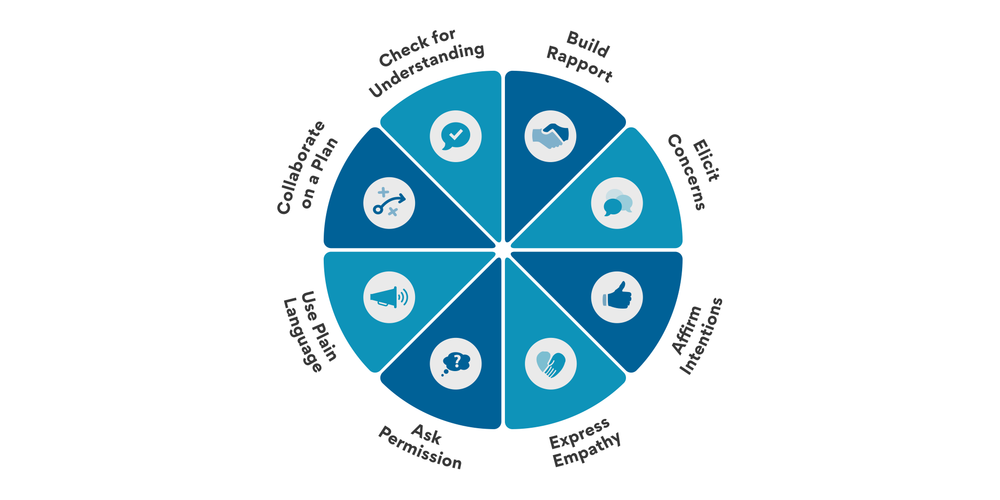 Build
Rapport
Elicit
Concerns
Affirm
Intentions
Express
Empathy
Ask
Permission
Use Plain
Language
Collaborate
on a Plan
Check for
Understanding
?